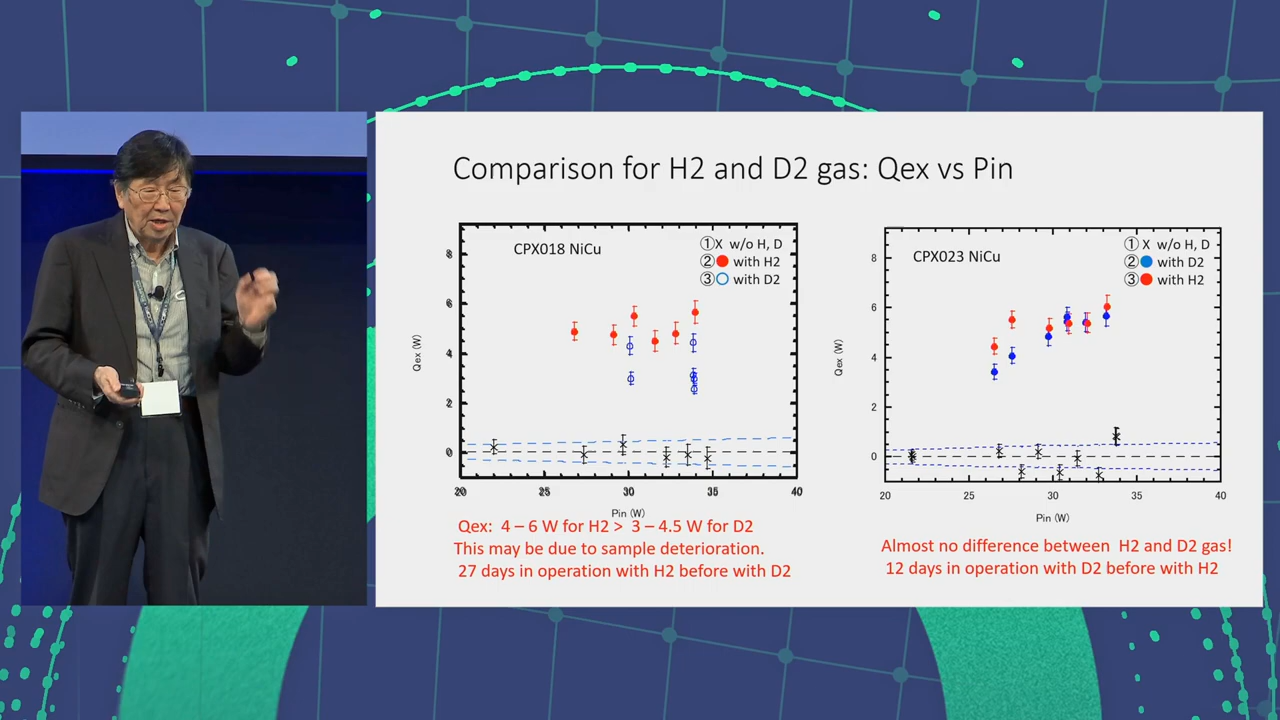 Comparison for H2 and D2 gas: Qex vs Pin
CPX018 NiCu
①X w/o H, D
② with H2
③ with D2
8
6
4
2
0
Qex (W)
20 25 30 35 40
Pin (W)
Qex: 4 – 6 W for H2 > 3 – 4.5 W for D2
This may be due to sample deterioration.
27 days in operation with H2 before with D2
CPX023 NiCu
① X w/o H, D
② with D2
③ with H2
8
6
4
2
0
Qex (W)
20 25 30 35 40
Pin (W)
Almost no difference between H2 and D2 gas!
12 days in operation with D2 before with H2